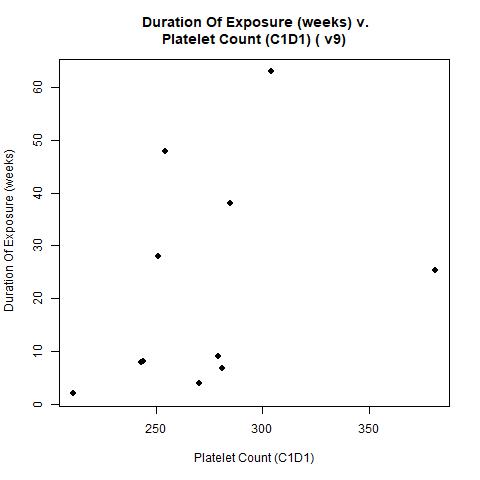 Duration Of Exposure (weeks) v.
Platelet Count (C1D1) ( v9)
Duration Of Exposure (weeks)
60
50
40
30
20
10
0
250 300 350
Platelet Count (C1D1)